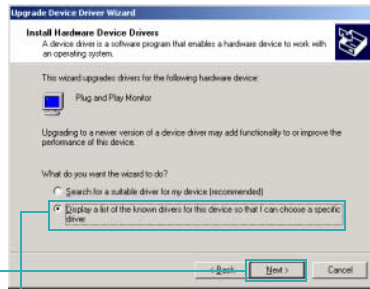 Upgrade Device Driver Wizard
Install Hardware Device Drivers
A device driver is a software program that enables a hardware device to work with
an operating system.
This wizard upgrades drivers for the following hardware device:
Plug and Play Monitor
Upgrading to a newer version of a device driver may add functionality to or improve the
performance of this device.
What do you want the wizard to do?
Search for a suitable driver for my device (recommended)
Display a list of the known drivers for this device so that I can choose a specific
driver
< Back Next > Cancel